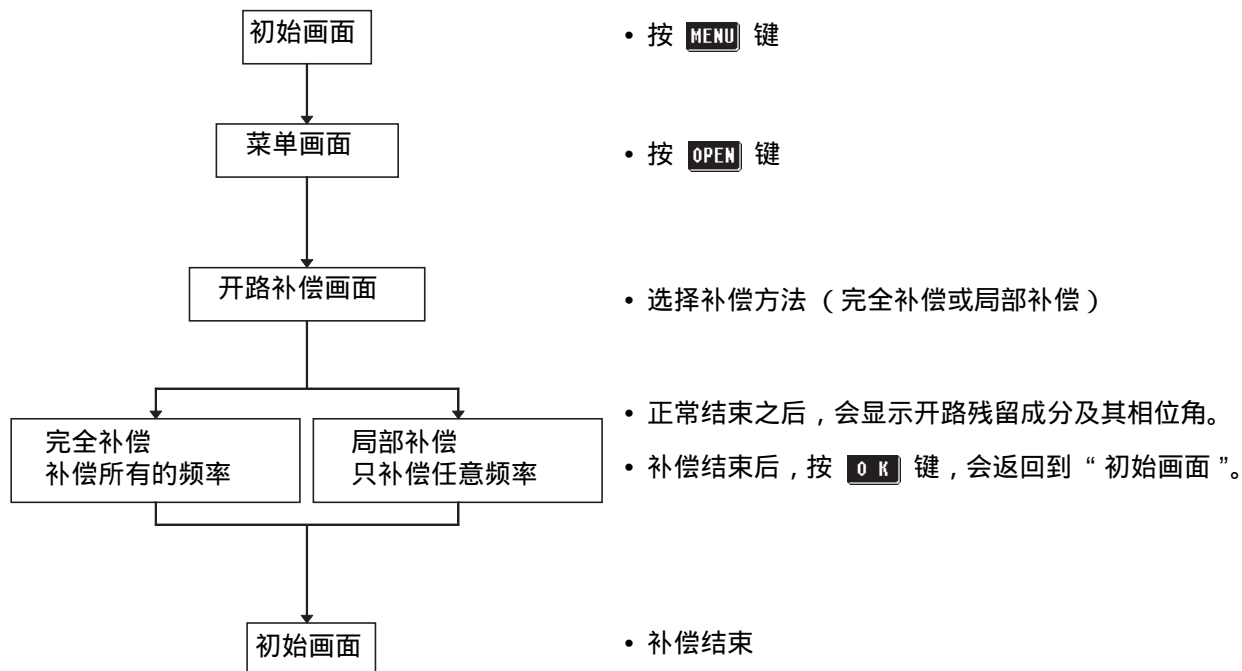 初始画面
• 按 MENU 键
菜单画面
• 按 OPEN 键
开路补偿画面
• 选择补偿方法 （完全补偿或局部补偿）
• 正常结束之后，会显示开路残留成分及其相位角。
完全补偿
补偿所有的频率
局部补偿
只补偿任意频率
• 补偿结束后，按 O K 键，会返回到 “ 初始画面 ”。
初始画面
• 补偿结束